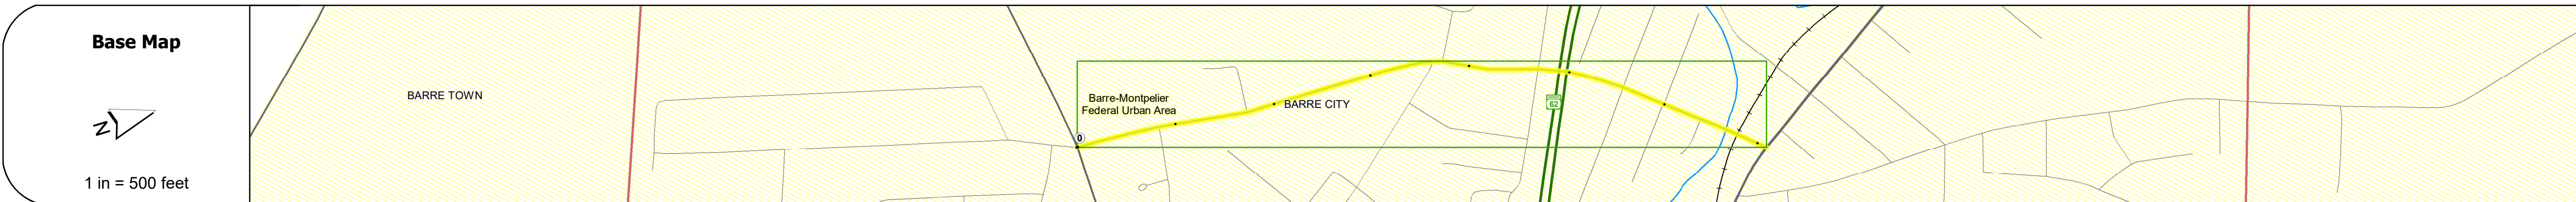 Base Map
N
1 in = 500 feet
BARRE TOWN
Barre-Montpelier
Federal Urban Area
0
BARRE CITY
62